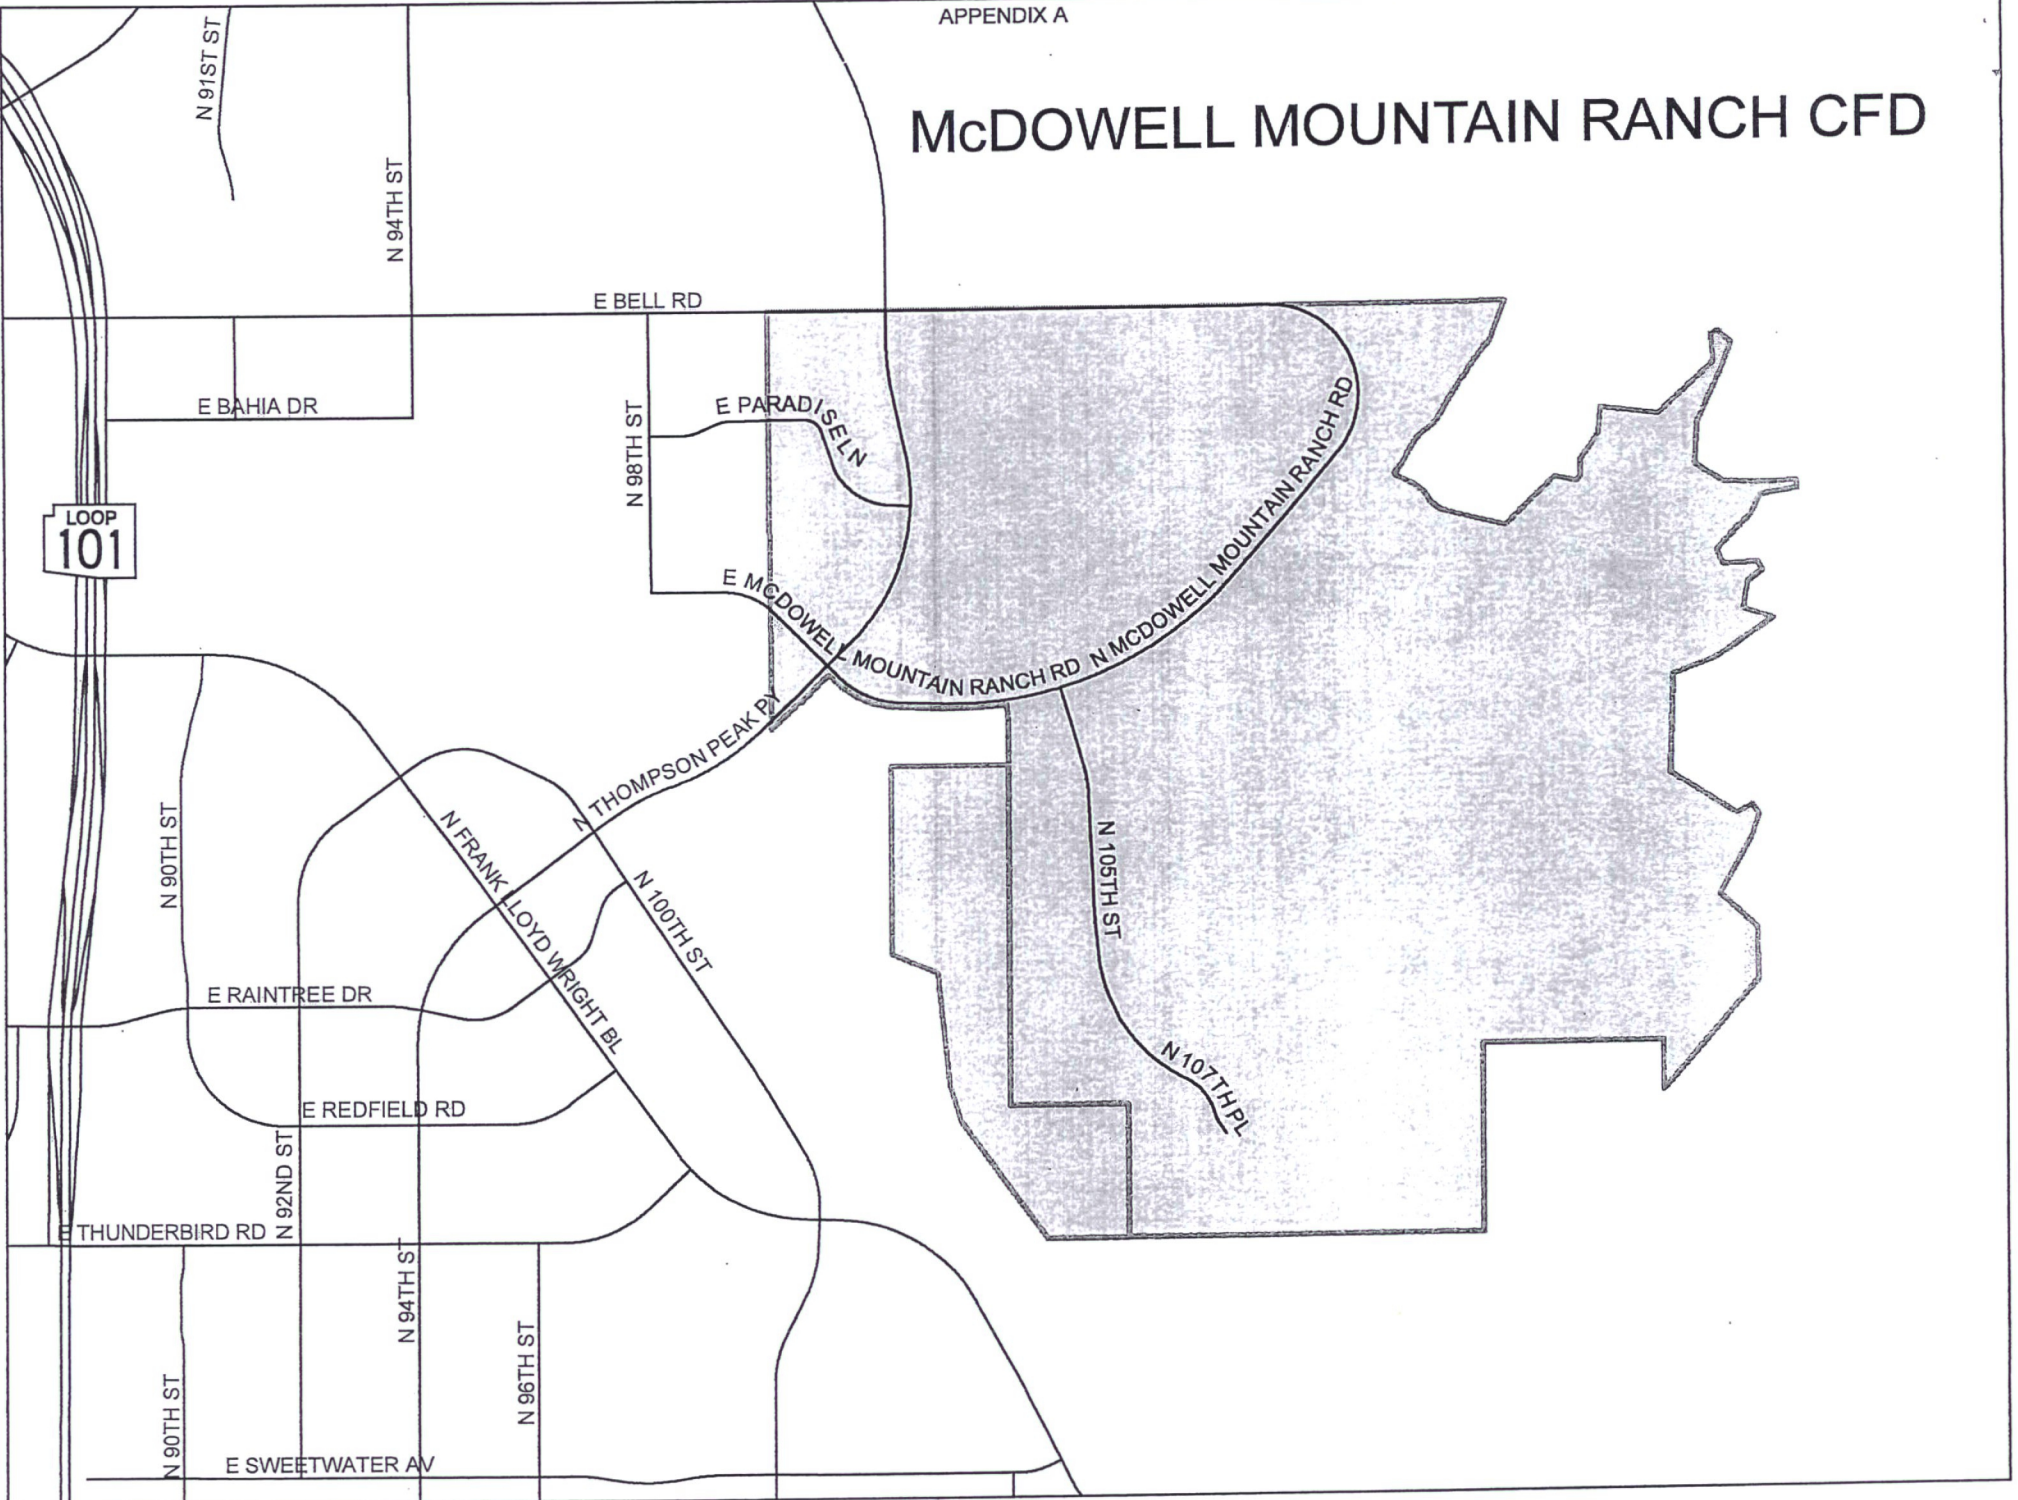 APPENDIX A
McDOWELL MOUNTAIN RANCH CFD
N 91ST ST
N 94TH ST
E BELL RD
E BAHIA DR
N 98TH ST
E PARADISE LN
N MCDOWELL MOUNTAIN RANCH RD
LOOP
101
E MCDOWELL MOUNTAIN RANCH RD
N THOMPSON PEAK PY
N 90TH ST
N FRANK LLOYD WRIGHT BL
N 100TH ST
N 105TH ST
E RAINTREE DR
N 107TH PL
E REDFIELD RD
N 92ND ST
E THUNDERBIRD RD
N 94TH ST
N 96TH ST
N 90TH ST
E SWEETWATER AV